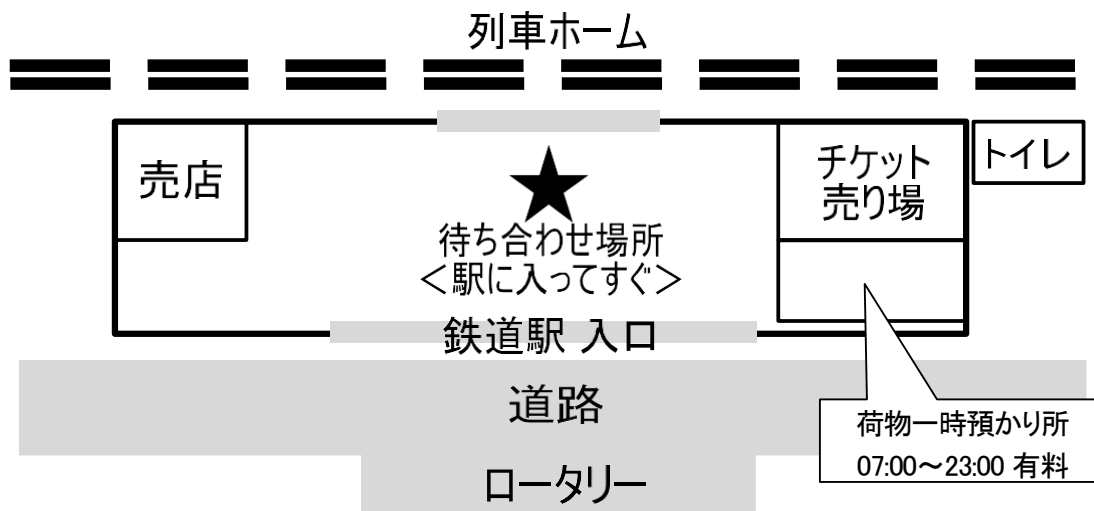 列車ホーム
売店
チケット
売り場
トイレ
待ち合わせ場所
＜駅に入ってすぐ＞
鉄道駅 入口
道路
荷物一時預かり所
07:00～23:00 有料
ロータリー